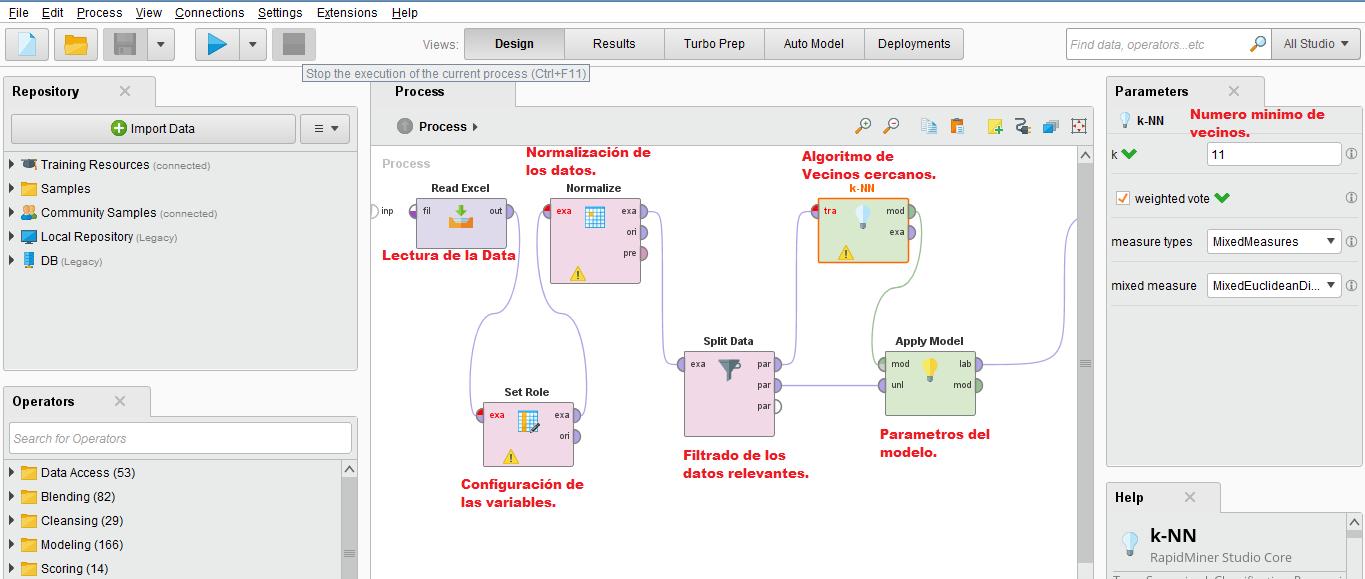 File Edit Process View Connections Settings Extensions Help
Views: Design Results Turbo Prep Auto Model Deployments
Find data, operators...etc
All Studio
Stop the execution of the current process (Ctrl+F11)
Repository
Import Data
Training Resources (connected)
Samples
Community Samples (connected)
Local Repository (Legacy)
DB (Legacy)
Operators
Search for Operators
Data Access (53)
Blending (82)
Cleansing (29)
Modeling (166)
Scoring (14)
Process
Process
Process
Normalización de
los datos.
Algoritmo de
Vecinos cercanos.
Read Excel
inp
fil out
Lectura de la Data
Normalize
exa exa
ori
pre
k-NN
tra mod
exa
Set Role
exa exa
ori
Configuración de
las variables.
Split Data
exa par
par
par
Filtrado de los
datos relevantes.
Apply Model
mod lab
unl mod
Parametros del
modelo.
Parameters
k-NN
Numero minimo de
vecinos.
k 11
weighted vote
measure types MixedMeasures
mixed measure MixedEuclideanDi...
Help
k-NN
RapidMiner Studio Core